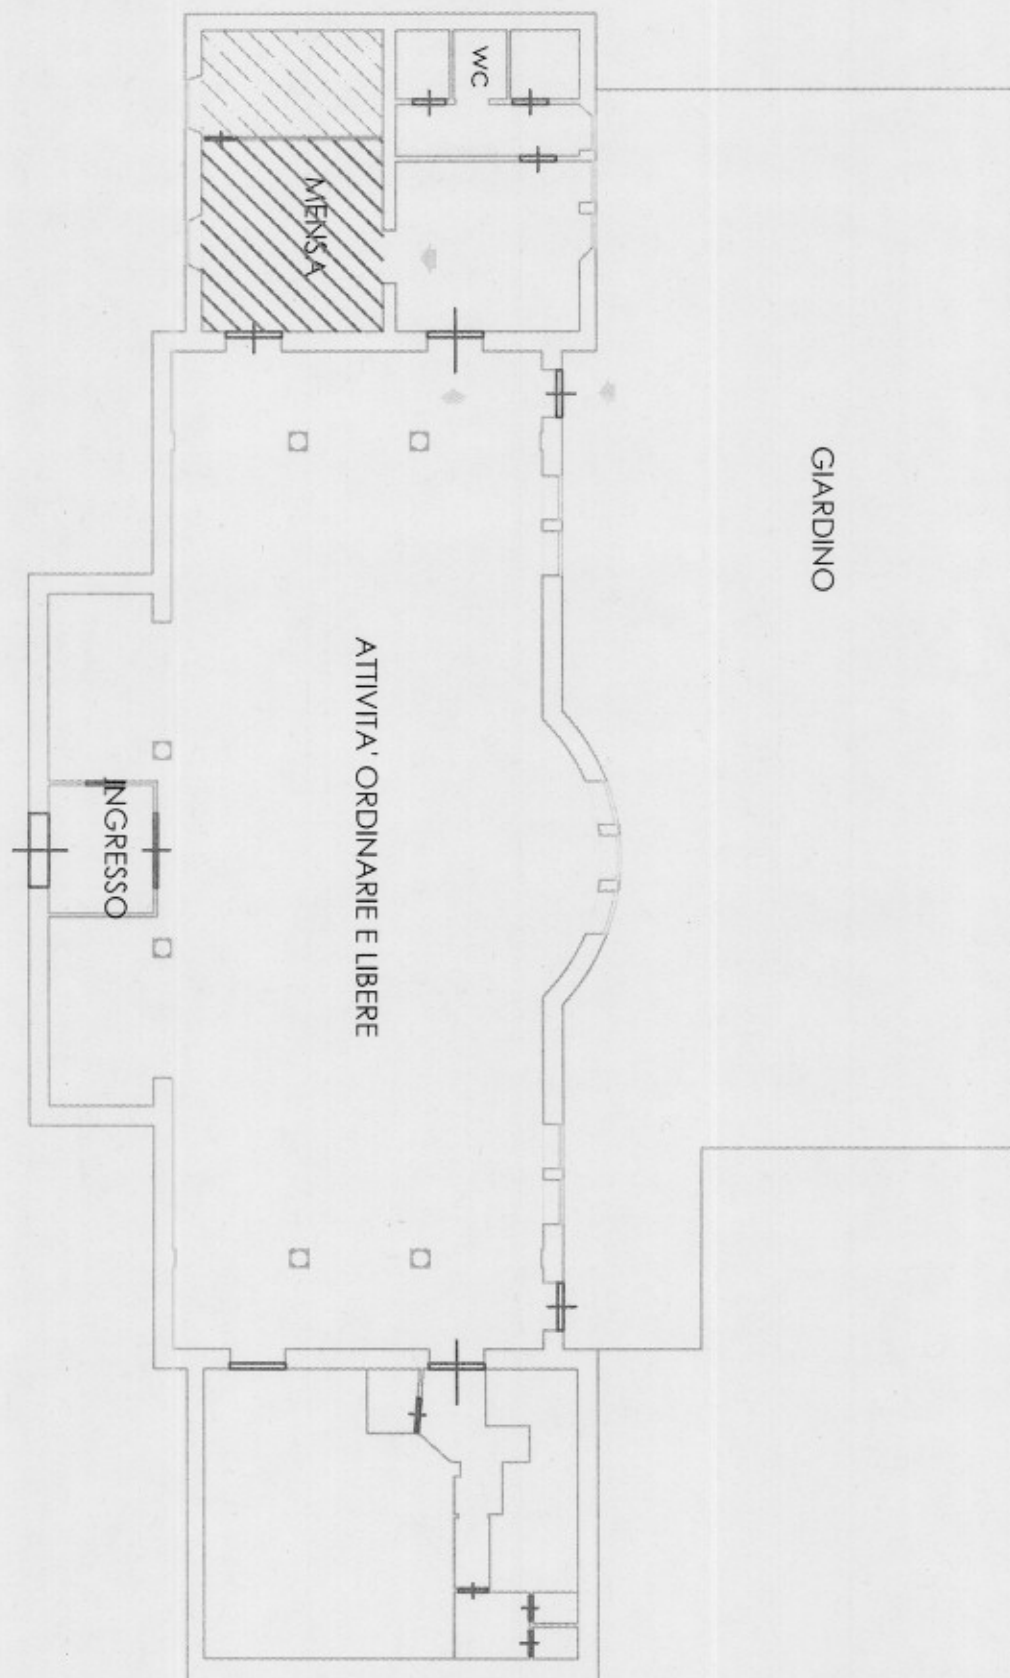 WC
MENSA
GIARDINO
ATTIVITA' ORDINARIE E LIBERE
INGRESSO